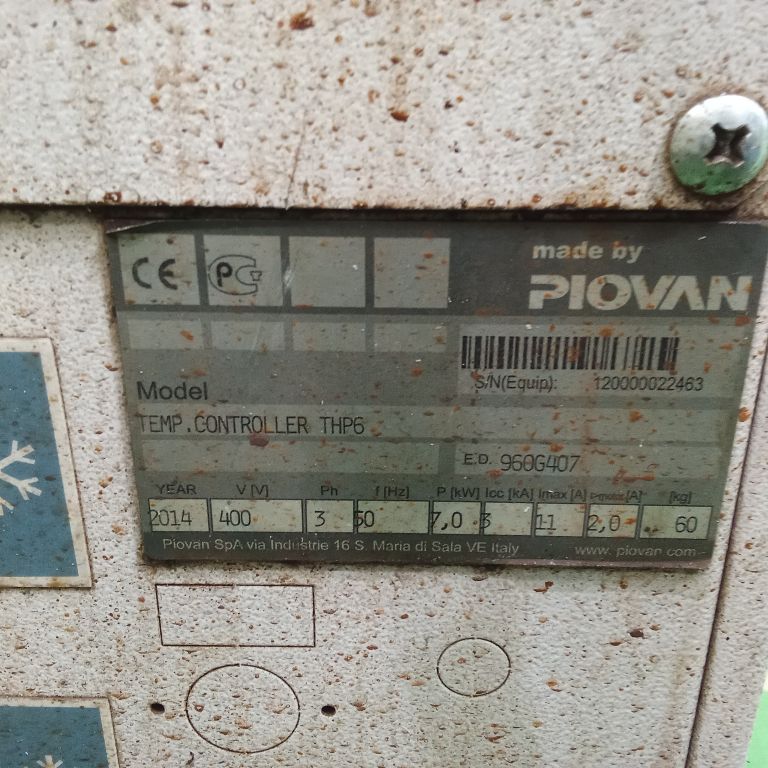 CE PG
made by
PIOVAN
S/N(Equip): 120000022463
Model
TEMP.CONTROLLER THP6
E.D. 960G407
YEAR V [V] Ph f [Hz] P [kW] Icc [kA] Imax [A] [A] [kg]
2014 400 3 50 7,0 3 11 2,0 60
Piovan SpA via Industrie 16 S. Maria di Sala VE Italy www.piovan.com